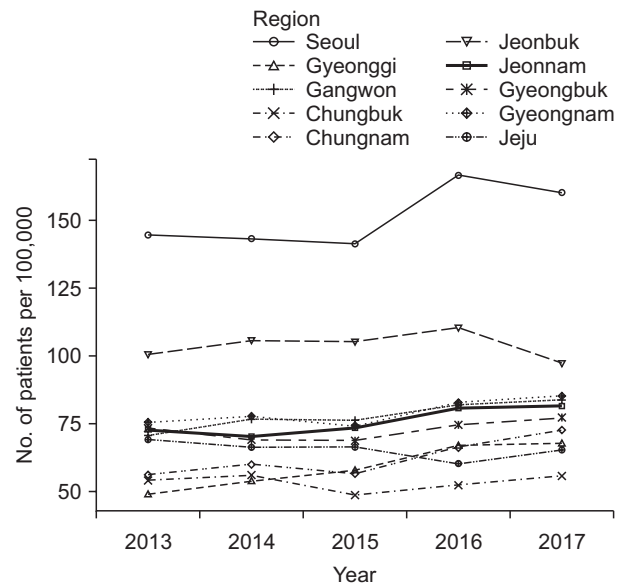 Region
Seoul
Jeonbuk
Gyeonggi
Jeonnam
Gangwon
Gyeongbuk
Chungbuk
Gyeongnam
Chungnam
Jeju
No. of patients per 100,000
150
125
100
75
50
2013 2014 2015 2016 2017
Year